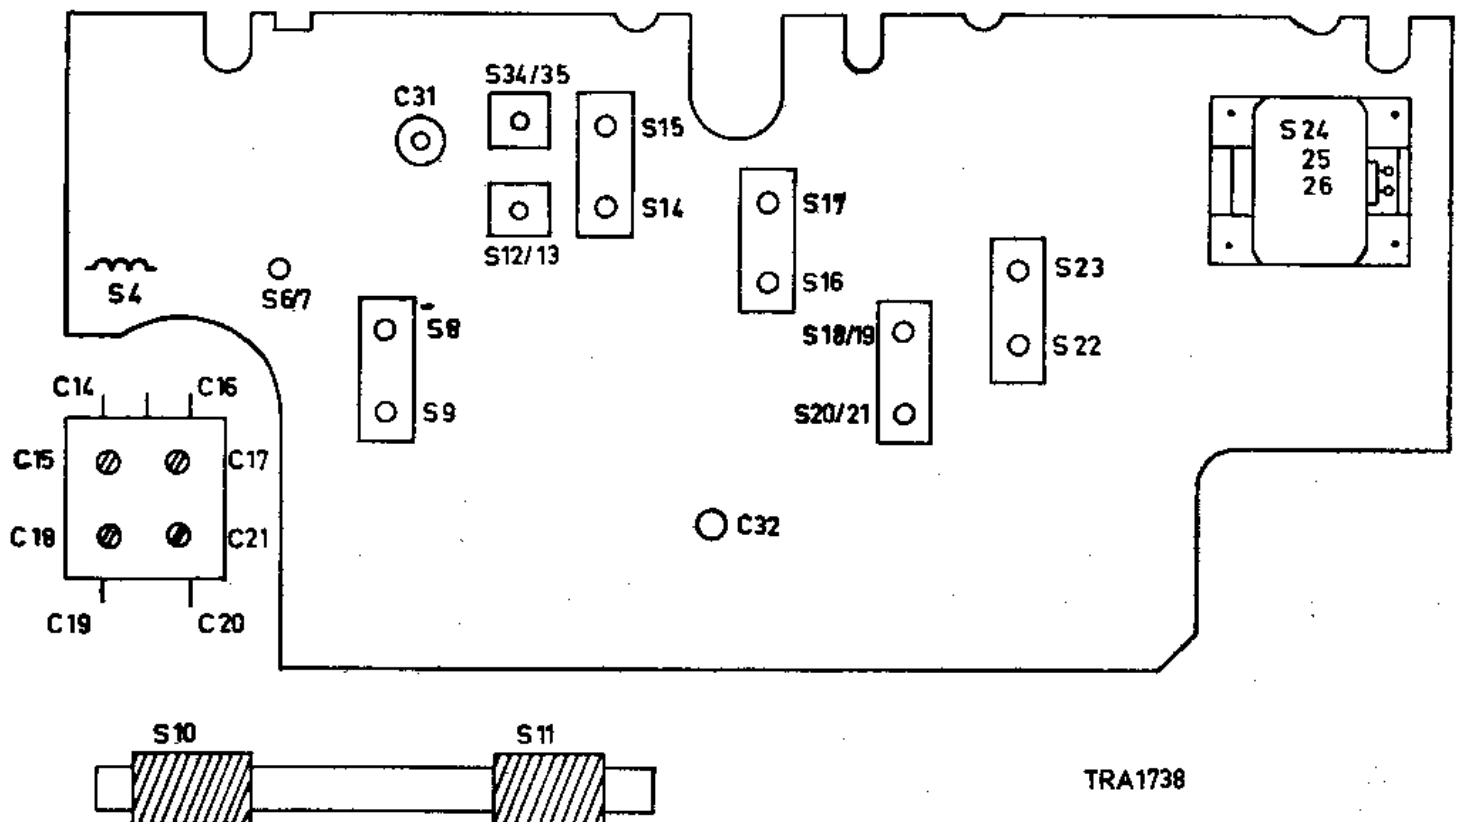 S34/35
C31
S15
S24
25
26
S14
S17
S12/13
S4
S6/7
S16
S23
S8
S18/19
S22
C14
C16
S9
S20/21
C15
C17
C18
C21
C32
C19
C20
S10
S11
TRA1738